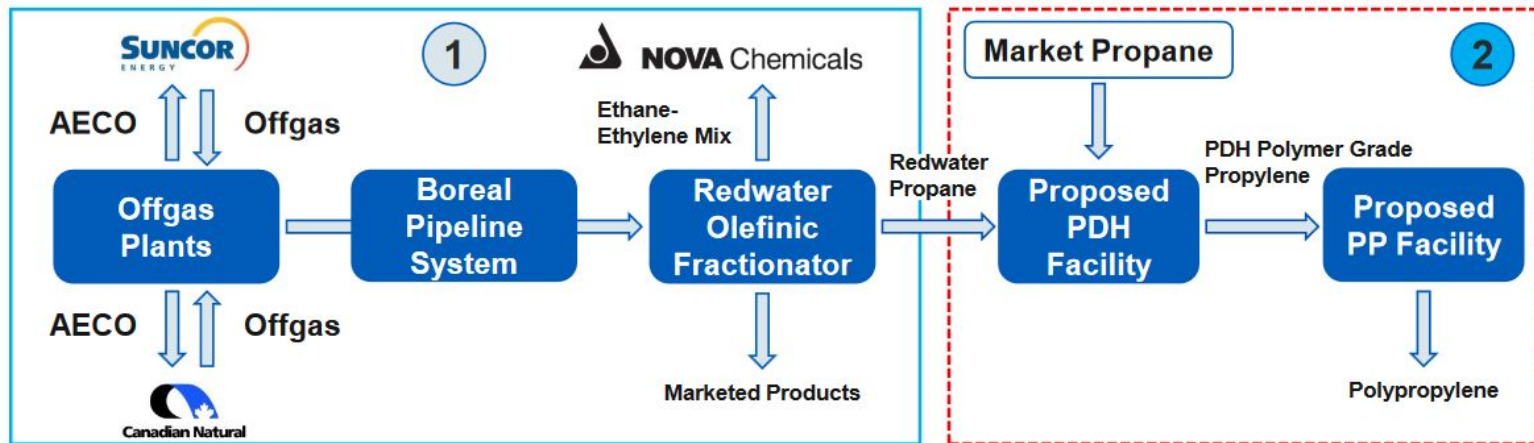 SUNCOR
ENERGY
1
NOVA Chemicals
Market Propane
2
AECO
Offgas
Ethane-
Ethylene Mix
Redwater
Propane
PDH Polymer Grade
Propylene
Offgas
Plants
Boreal
Pipeline
System
Redwater
Olefinic
Fractionator
Proposed
PDH
Facility
Proposed
PP Facility
AECO
Offgas
Marketed Products
Polypropylene
Canadian Natural